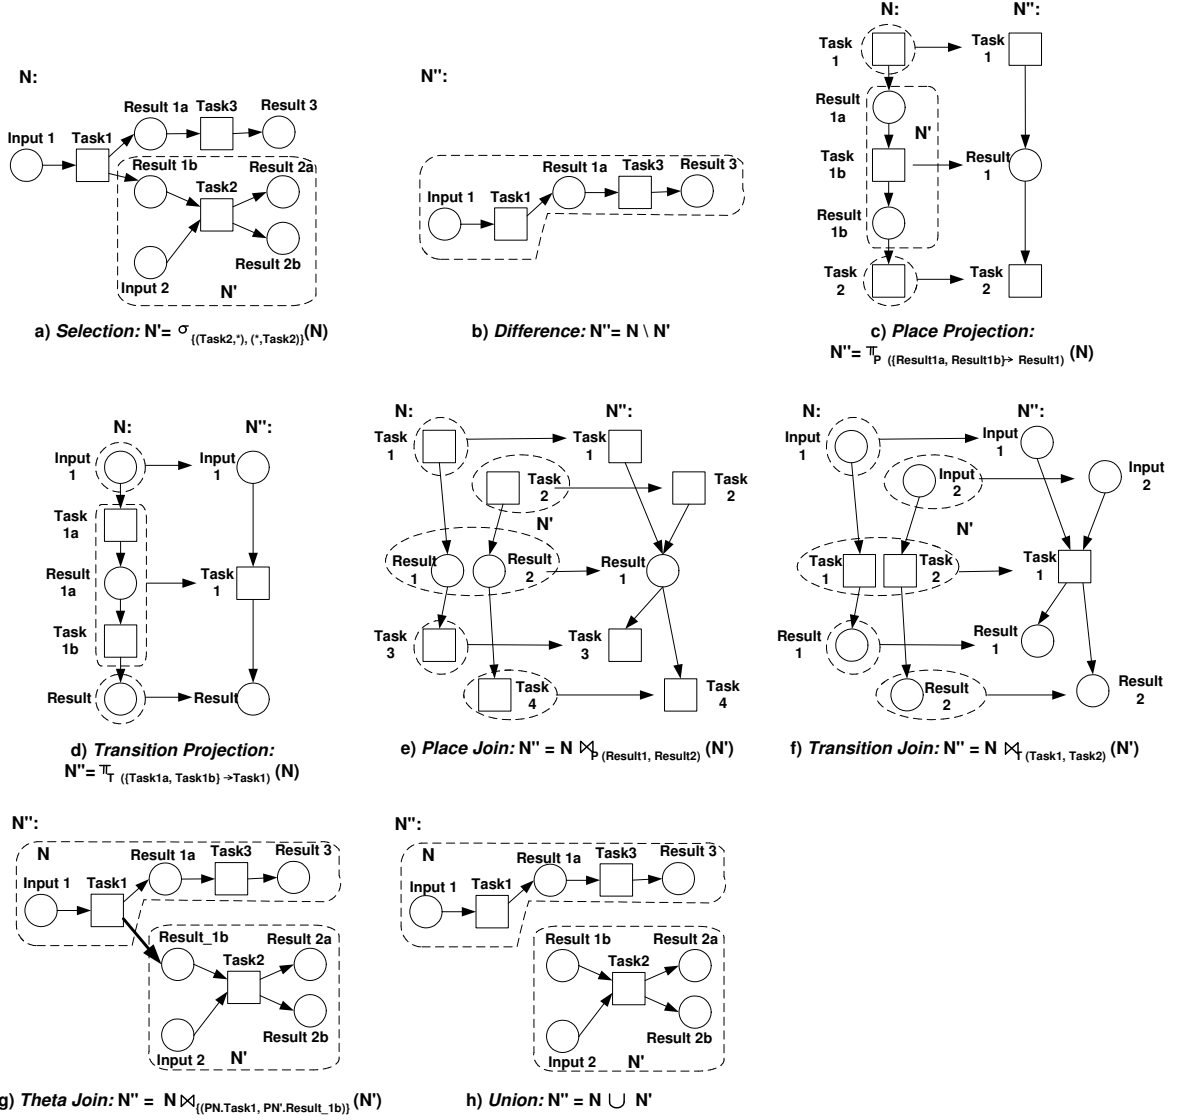 N:
Result 1a Task3 Result 3
Input 1 Task1
Result 1b Result 2a
Task2
Result 2b
Input 2
N'
a) Selection: N'= σ{(Task2,*), (*,Task2)}(N)
N":
Result 1a Task3 Result 3
Input 1 Task1
b) Difference: N"= N \ N'
N: N":
Task
1
Task
1
Result
1a
N'
Task
1b
Result
1
Result
1b
Task
2
Task
2
c) Place Projection:
N"= πP ({Result1a, Result1b}→ Result1) (N)
N: N":
Input
1
Input
1
Task
1a
Result
1a
Task
1
Task
1b
Result Result
d) Transition Projection:
N"= πT ({Task1a, Task1b} →Task1) (N)
N: N":
Task
1
Task
1
Task
2
Task
2
N'
Result
1
Result
2
Result
1
Task
3
Task
3
Task
4
Task
4
e) Place Join: N" = N ⋈P (Result1, Result2) (N')
N: N":
Input
1
Input
1
Input
2
Input
2
N'
Task
1
Task
2
Task
1
Result
1
Result
1
Result
2
Result
2
f) Transition Join: N" = N ⋈T (Task1, Task2) (N')
N":
N
Result 1a Task3 Result 3
Input 1 Task1
Result_1b Result 2a
Task2
Result 2b
Input 2 N'
g) Theta Join: N" = N ⋈{(PN.Task1, PN'.Result_1b)} (N')
N":
N
Result 1a Task3 Result 3
Input 1 Task1
Result 1b Result 2a
Task2
Result 2b
Input 2 N'
h) Union: N" = N ∪ N'